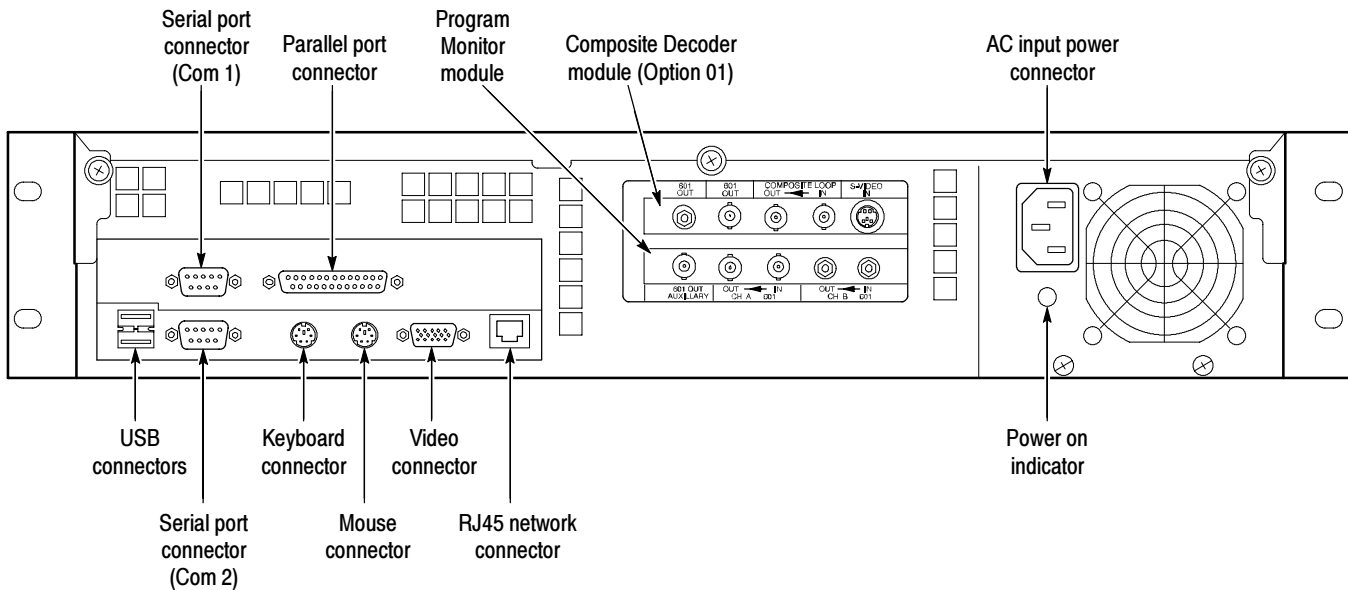 Serial port
connector
(Com 1)
Parallel port
connector
Program
Monitor
module
Composite Decoder
module (Option 01)
AC input power
connector
601
OUT
601
OUT
COMPOSITE LOOP
OUT IN
S-VIDEO
IN
601 OUT
AUXILLARY
OUT IN
CH A 601
OUT IN
CH B 601
USB
connectors
Serial port
connector
(Com 2)
Keyboard
connector
Mouse
connector
Video
connector
RJ45 network
connector
Power on
indicator